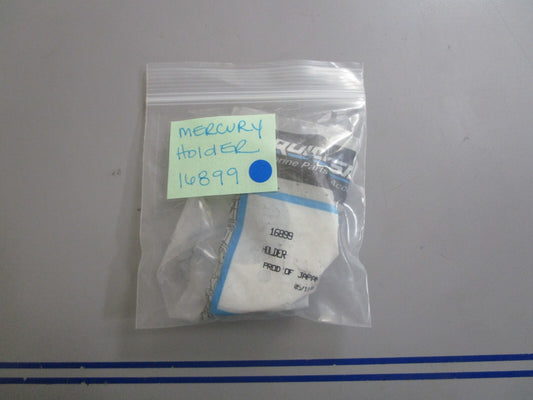 MERCURY
HolDER
16899
16899
HOLDER
PROD OF JAPAN